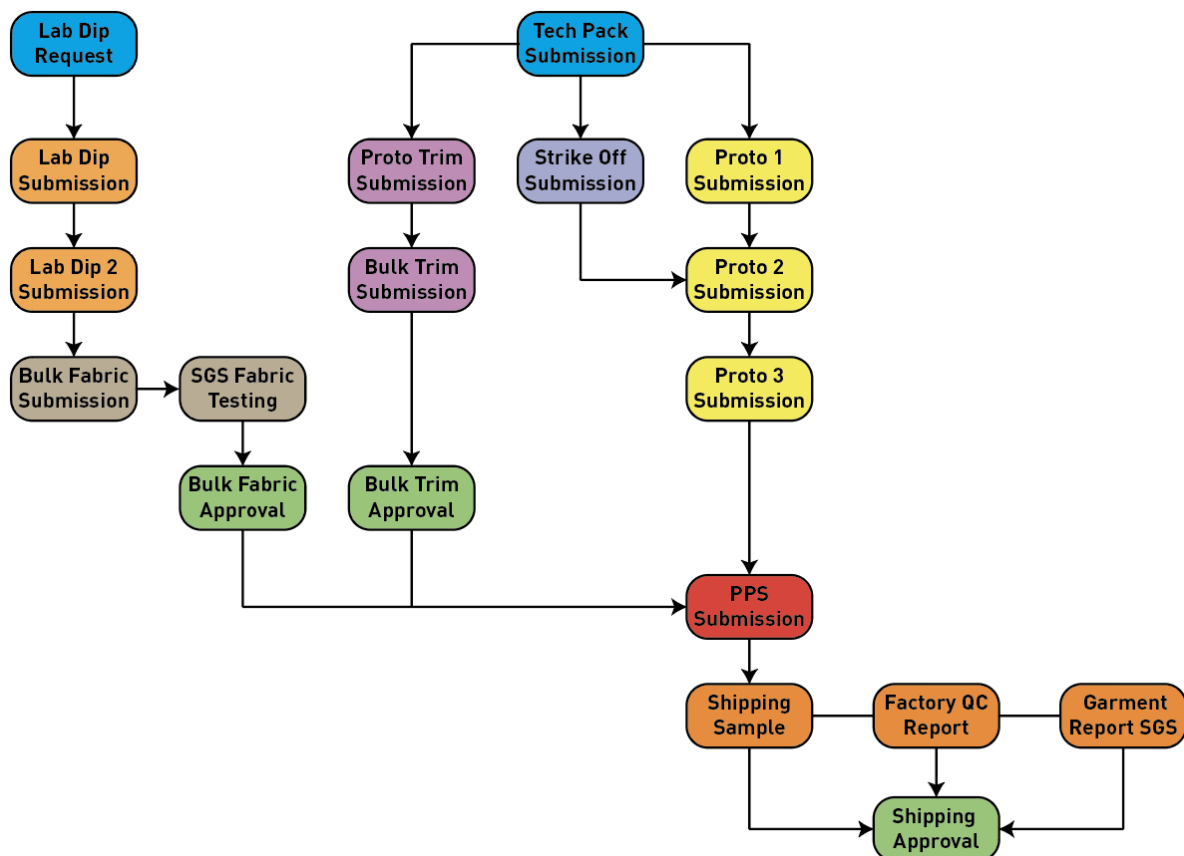 Lab Dip
Request
Tech Pack
Submission
Lab Dip
Submission
Proto Trim
Submission
Strike Off
Submission
Proto 1
Submission
Lab Dip 2
Submission
Bulk Trim
Submission
Proto 2
Submission
Bulk Fabric
Submission
SGS Fabric
Testing
Proto 3
Submission
Bulk Fabric
Approval
Bulk Trim
Approval
PPS
Submission
Shipping
Sample
Factory QC
Report
Garment
Report SGS
Shipping
Approval